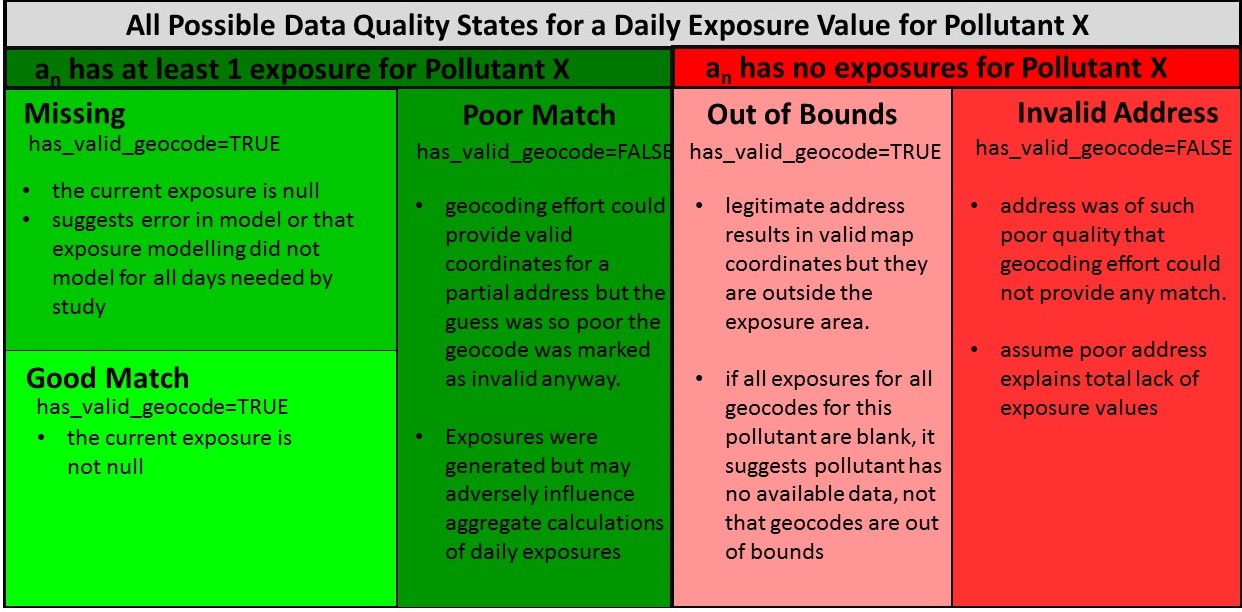 All Possible Data Quality States for a Daily Exposure Value for Pollutant X
an has at least 1 exposure for Pollutant X
an has no exposures for Pollutant X
Missing
has_valid_geocode=TRUE
• the current exposure is null
• suggests error in model or that
exposure modelling did not
model for all days needed by
study
Good Match
has_valid_geocode=TRUE
• the current exposure is
not null
Poor Match
has_valid_geocode=FALSE
• geocoding effort could
provide valid
coordinates for a
partial address but the
guess was so poor the
geocode was marked
as invalid anyway.
• Exposures were
generated but may
adversely influence
aggregate calculations
of daily exposures
Out of Bounds
has_valid_geocode=TRUE
• legitimate address
results in valid map
coordinates but they
are outside the
exposure area.
• if all exposures for all
geocodes for this
pollutant are blank, it
suggests pollutant has
no available data, not
that geocodes are out
of bounds
Invalid Address
has_valid_geocode=FALSE
• address was of such
poor quality that
geocoding effort could
not provide any match.
• assume poor address
explains total lack of
exposure values